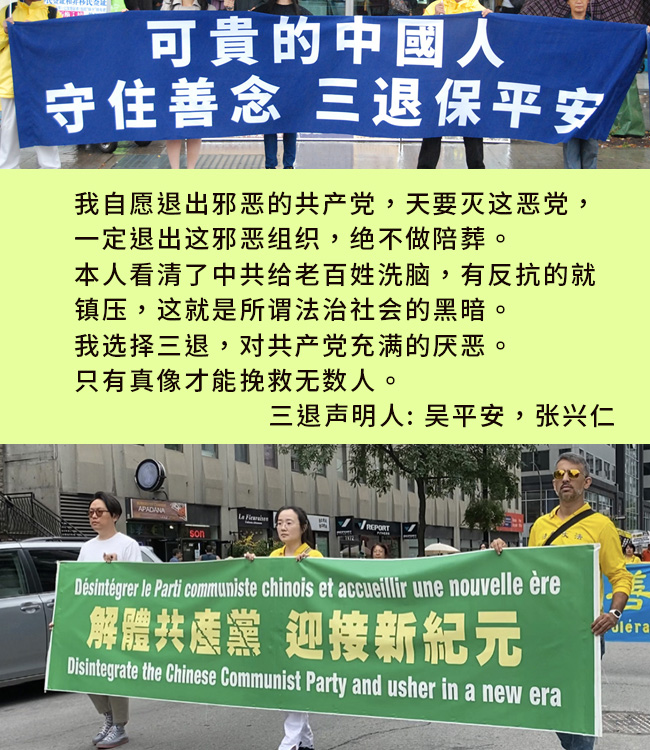 可貴的中國人
守住善念 三退保平安
我自愿退出邪恶的共产党，天要灭这恶党，
一定退出这邪恶组织，绝不做陪葬。
本人看清了中共给老百姓洗脑，有反抗的就
镇压，这就是所谓法治社会的黑暗。
我选择三退，对共产党充满的厌恶。
只有真像才能挽救无数人。
三退声明人: 吴平安，张兴仁
APADANA
son
La Fleuraison
REPORT
Désintégrer le Parti communiste chinois et accueillir une nouvelle ère
解體共産黨 迎接新紀元
Disintegrate the Chinese Communist Party and usher in a new era
善